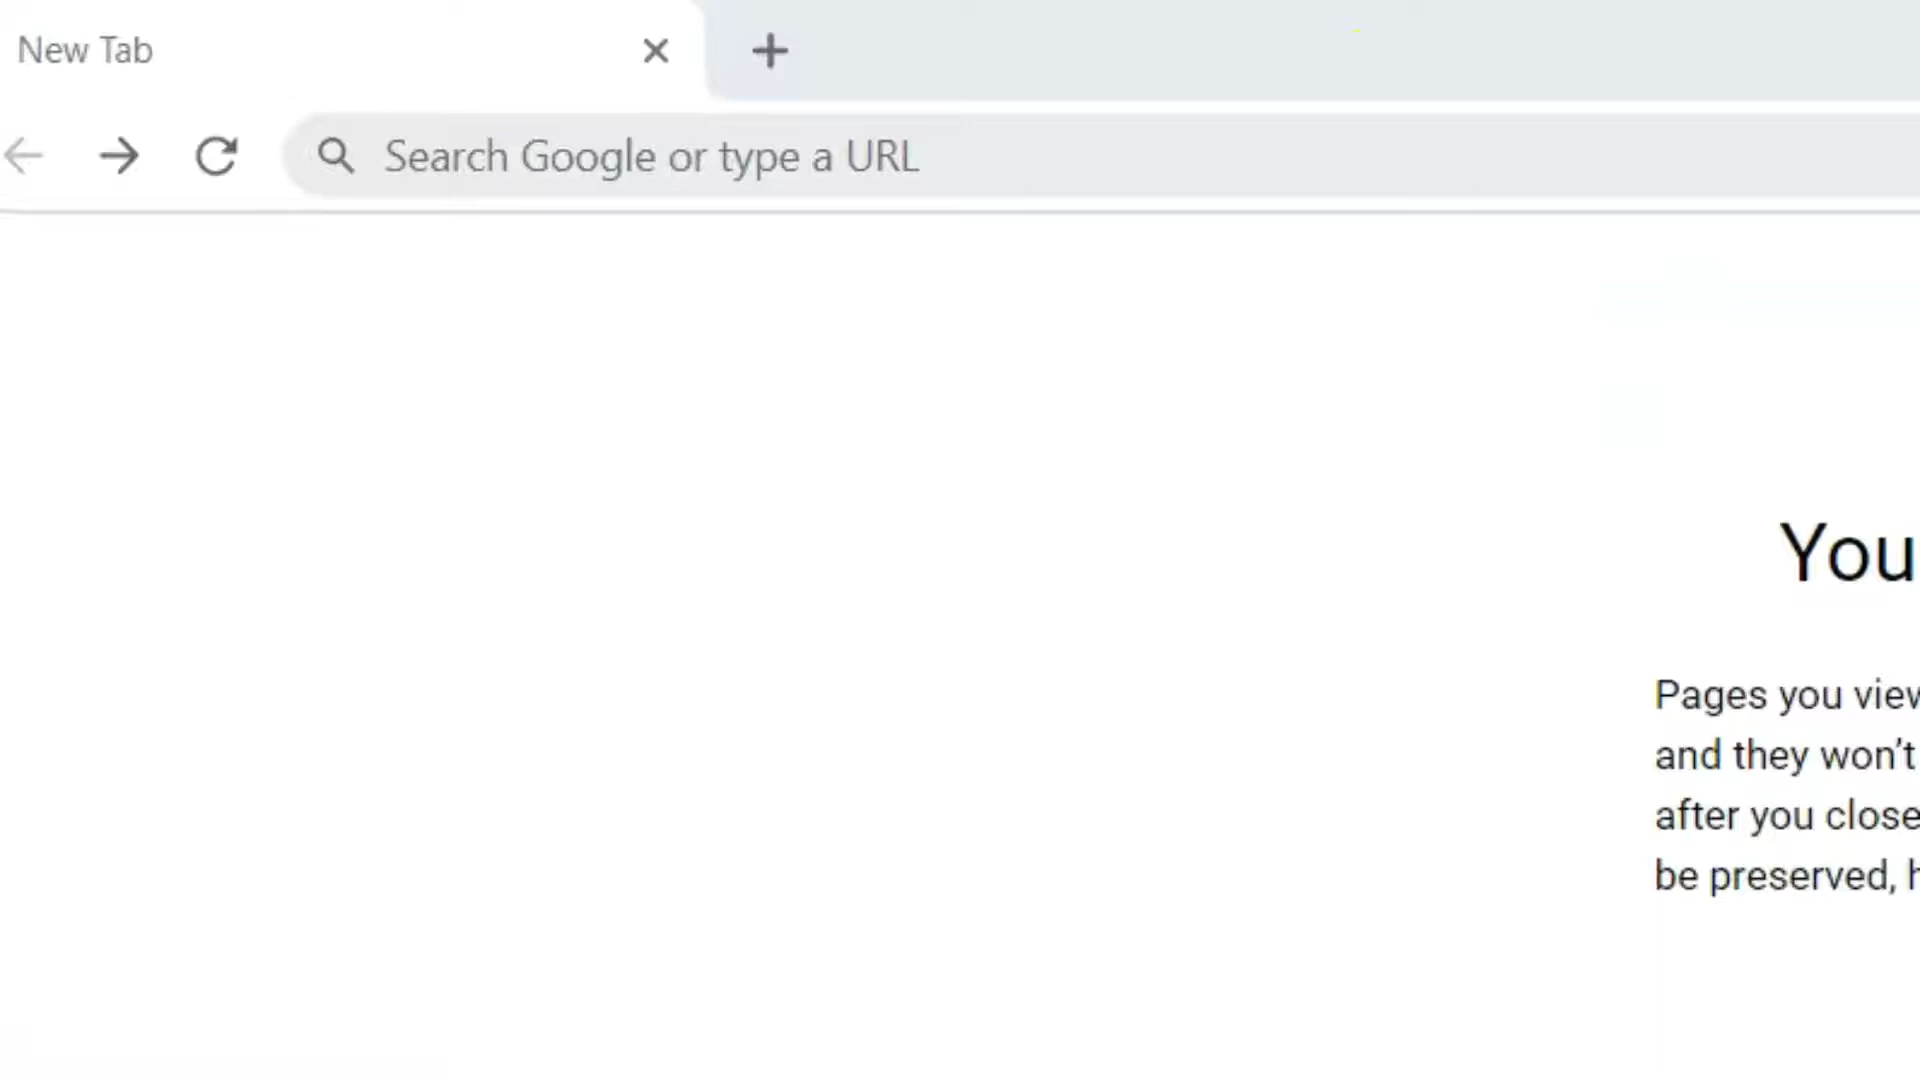 New Tab
Search Google or type a URL
You
Pages you view
and they won't
after you close
be preserved, h